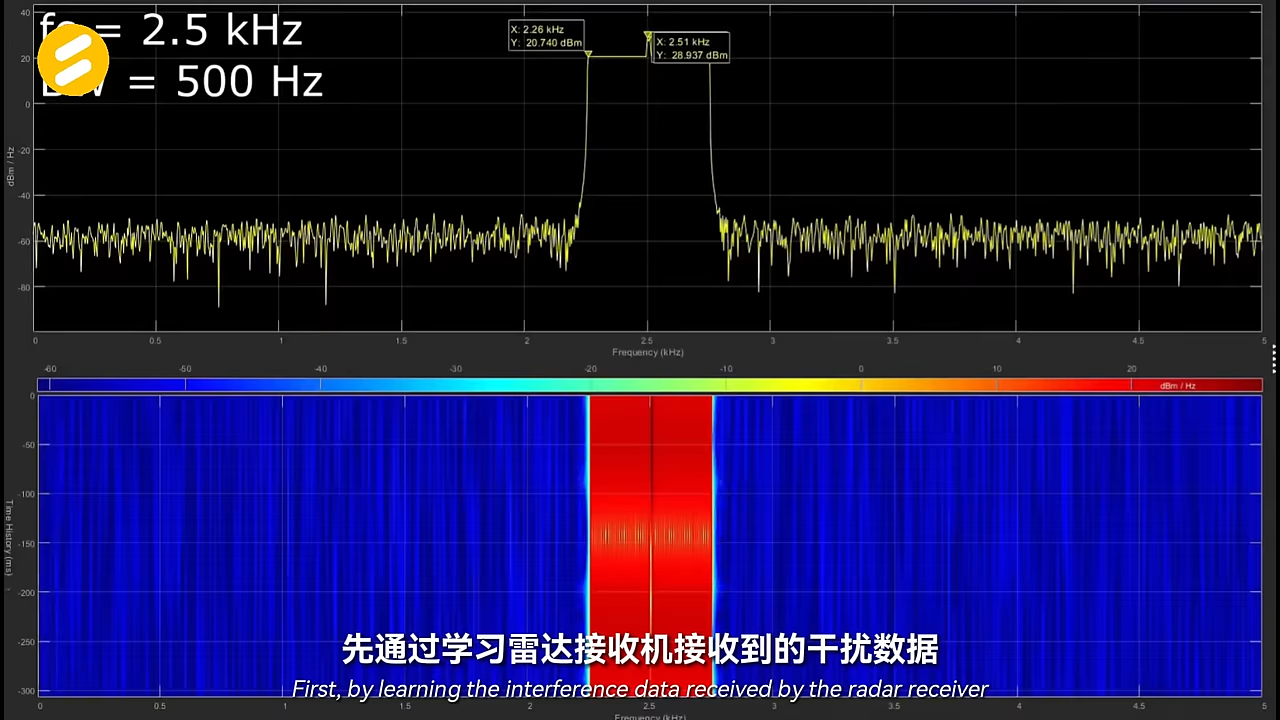 = 2.5 kHz
= 500 Hz
X: 2.26 kHz
Y: 20.740 dBm
X: 2.51 kHz
Y: 28.937 dBm
40
20
0
-20
-40
-60
-80
dBm / Hz
0 0.5 1 1.5 2 2.5 3 3.5 4 4.5 5
Frequency (kHz)
-60 -50 -40 -30 -20 -10 0 10 20
dBm / Hz
0
-50
-100
-150
-200
-250
-300
Time History (ms)
先通过学习雷达接收机接收到的干扰数据
First, by learning the interference data received by the radar receiver
0 0.5 1 1.5 2 2.5 3 3.5 4 4.5 5
Frequency (kHz)